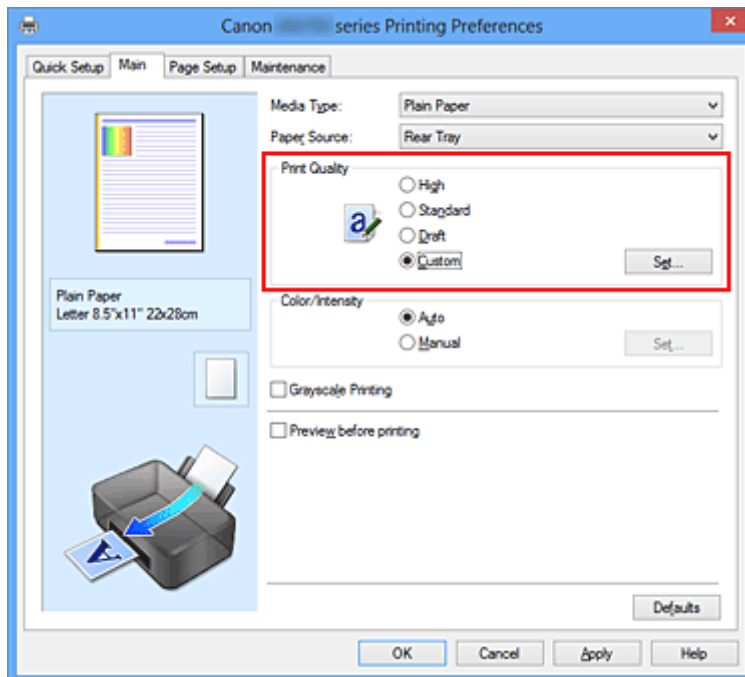 Canon series Printing Preferences
Quick Setup Main Page Setup Maintenance
Media Type: Plain Paper
Paper Source: Rear Tray
Print Quality
High
Standard
Draft
Custom Set...
Plain Paper
Letter 8.5"x11" 22x28cm
Color/Intensity
Auto
Manual Set...
Grayscale Printing
Preview before printing
Defaults
OK Cancel Apply Help